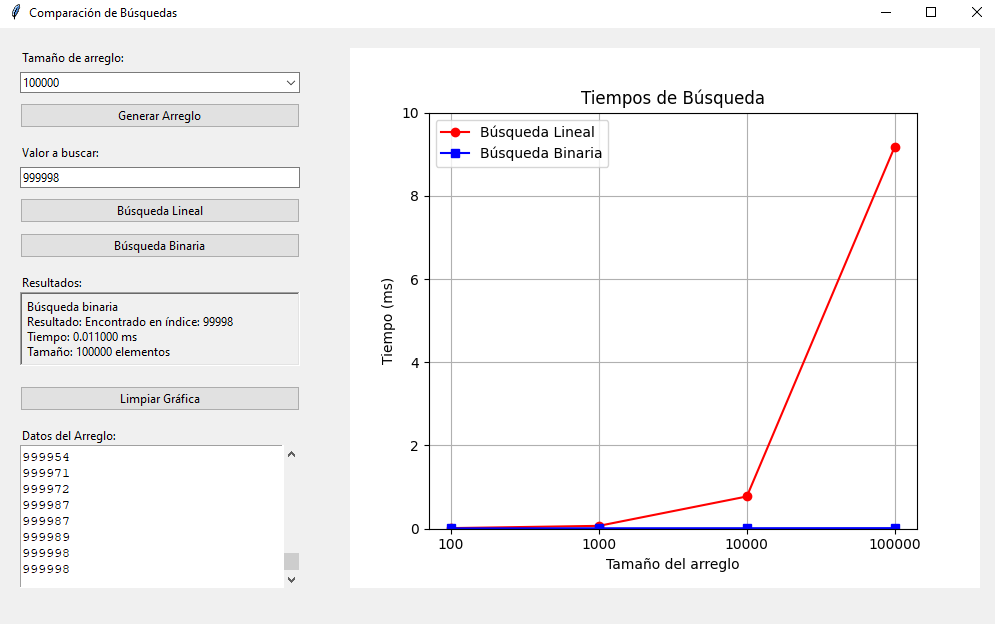 Comparación de Búsquedas
Tamaño de arreglo:
100000
Generar Arreglo
Valor a buscar:
999998
Búsqueda Lineal
Búsqueda Binaria
Resultados:
Búsqueda binaria
Resultado: Encontrado en índice: 99998
Tiempo: 0.011000 ms
Tamaño: 100000 elementos
Limpiar Gráfica
Datos del Arreglo:
999954
999971
999972
999987
999987
999989
999998
999998
Tiempos de Búsqueda
Búsqueda Lineal
Búsqueda Binaria
10
8
6
4
2
0
Tiempo (ms)
100 1000 10000 100000
Tamaño del arreglo